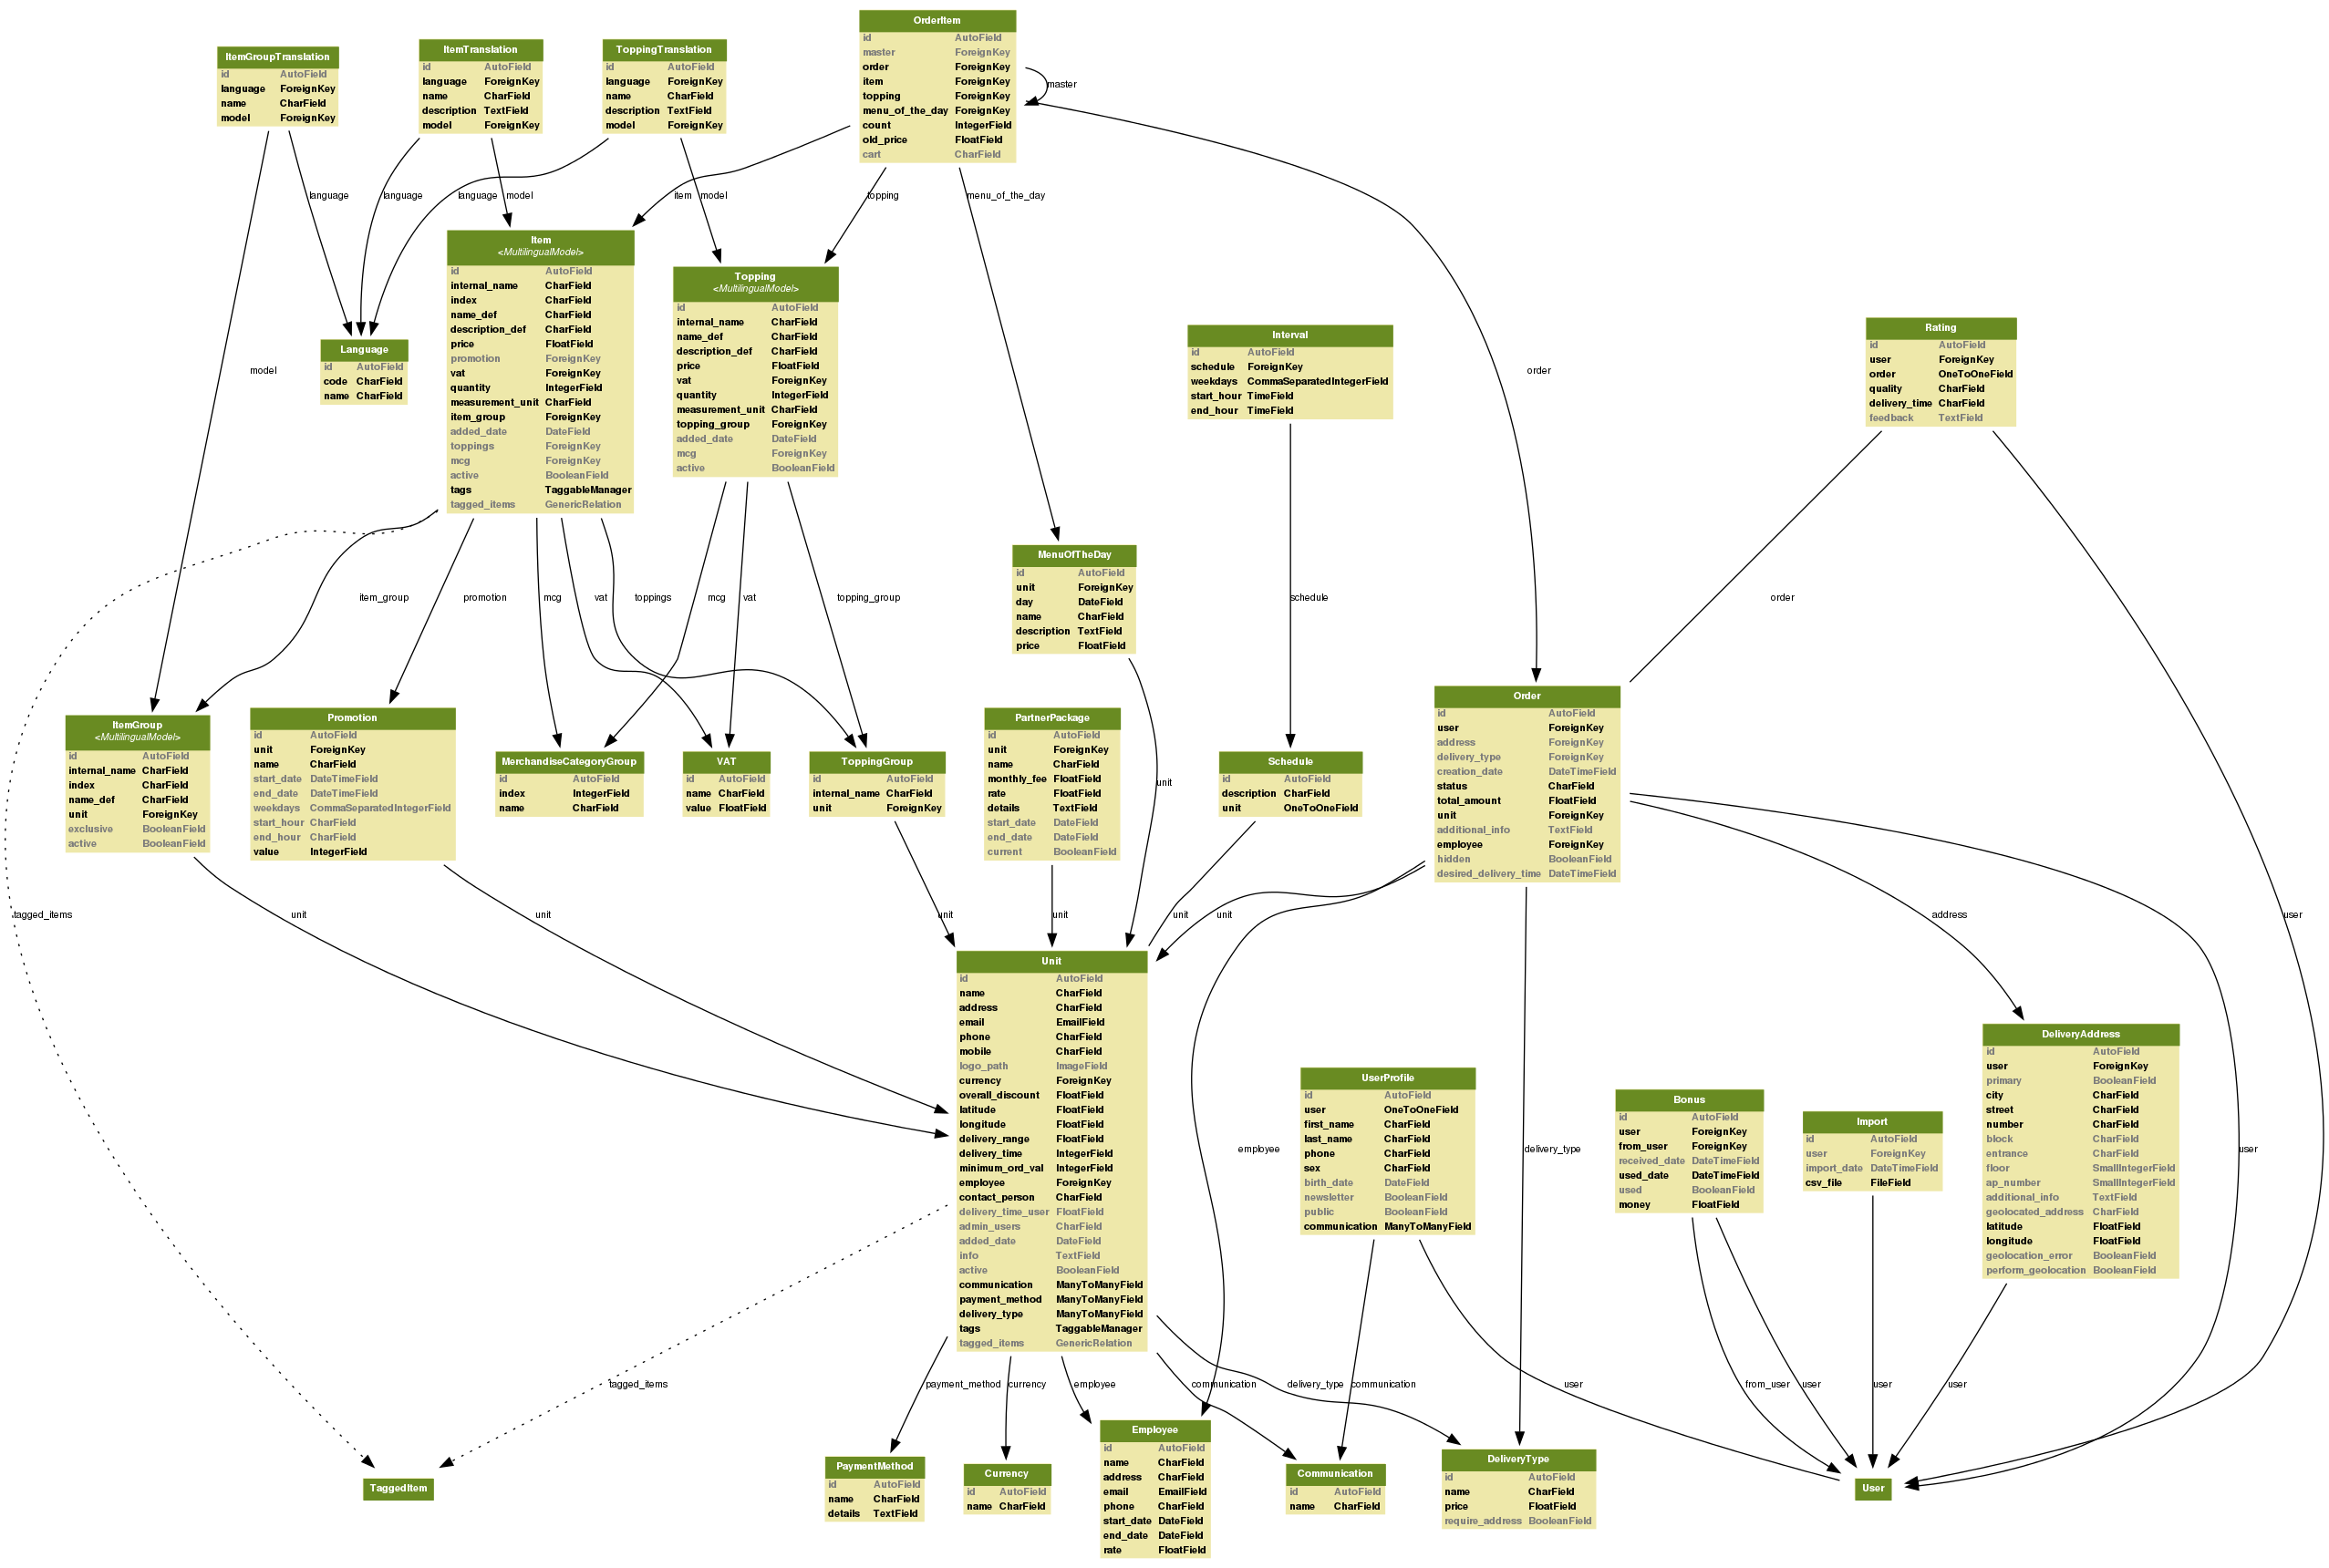 OrderItem
id AutoField
master ForeignKey
order ForeignKey
item ForeignKey
topping ForeignKey
menu_of_the_day ForeignKey
count IntegerField
old_price FloatField
cart CharField
master
ItemGroupTranslation
id AutoField
language ForeignKey
name CharField
model ForeignKey
ItemTranslation
id AutoField
language ForeignKey
name CharField
description TextField
model ForeignKey
ToppingTranslation
id AutoField
language ForeignKey
name CharField
description TextField
model ForeignKey
language
language
language
model
item
model
topping
menu_of_the_day
Item
<MultilingualModel>
id AutoField
internal_name CharField
index CharField
name_def CharField
description_def CharField
price FloatField
promotion ForeignKey
vat ForeignKey
quantity IntegerField
measurement_unit CharField
item_group ForeignKey
added_date DateField
toppings ForeignKey
mcg ForeignKey
active BooleanField
tags TaggableManager
tagged_items GenericRelation
Topping
<MultilingualModel>
id AutoField
internal_name CharField
name_def CharField
description_def CharField
price FloatField
vat ForeignKey
quantity IntegerField
measurement_unit CharField
topping_group ForeignKey
added_date DateField
mcg ForeignKey
active BooleanField
Language
id AutoField
code CharField
name CharField
Interval
id AutoField
schedule ForeignKey
weekdays CommaSeparatedIntegerField
start_hour TimeField
end_hour TimeField
Rating
id AutoField
user ForeignKey
order OneToOneField
quality CharField
delivery_time CharField
feedback TextField
model
order
MenuOfTheDay
id AutoField
unit ForeignKey
day DateField
name CharField
description TextField
price FloatField
item_group
promotion
mcg
vat
toppings
mcg
vat
topping_group
schedule
order
ItemGroup
<MultilingualModel>
id AutoField
internal_name CharField
index CharField
name_def CharField
unit ForeignKey
exclusive BooleanField
active BooleanField
Promotion
id AutoField
unit ForeignKey
name CharField
start_date DateTimeField
end_date DateTimeField
weekdays CommaSeparatedIntegerField
start_hour CharField
end_hour CharField
value IntegerField
MerchandiseCategoryGroup
id AutoField
index IntegerField
name CharField
VAT
id AutoField
name CharField
value FloatField
ToppingGroup
id AutoField
internal_name CharField
unit ForeignKey
PartnerPackage
id AutoField
unit ForeignKey
name CharField
monthly_fee FloatField
rate FloatField
details TextField
start_date DateField
end_date DateField
current BooleanField
unit
Schedule
id AutoField
description CharField
unit OneToOneField
Order
id AutoField
user ForeignKey
address ForeignKey
delivery_type ForeignKey
creation_date DateTimeField
status CharField
total_amount FloatField
unit ForeignKey
additional_info TextField
employee ForeignKey
hidden BooleanField
desired_delivery_time DateTimeField
tagged_items
unit
unit
unit
unit
unit
unit
address
user
Unit
id AutoField
name CharField
address CharField
email EmailField
phone CharField
mobile CharField
logo_path ImageField
currency ForeignKey
overall_discount FloatField
latitude FloatField
longitude FloatField
delivery_range FloatField
delivery_time IntegerField
minimum_ord_val IntegerField
employee ForeignKey
contact_person CharField
delivery_time_user FloatField
admin_users CharField
added_date DateField
info TextField
active BooleanField
communication ManyToManyField
payment_method ManyToManyField
delivery_type ManyToManyField
tags TaggableManager
tagged_items GenericRelation
employee
UserProfile
id AutoField
user OneToOneField
first_name CharField
last_name CharField
phone CharField
sex CharField
birth_date DateField
newsletter BooleanField
public BooleanField
communication ManyToManyField
delivery_type
Bonus
id AutoField
user ForeignKey
from_user ForeignKey
received_date DateTimeField
used_date DateTimeField
used BooleanField
money FloatField
Import
id AutoField
user ForeignKey
import_date DateTimeField
csv_file FileField
DeliveryAddress
id AutoField
user ForeignKey
primary BooleanField
city CharField
street CharField
number CharField
block CharField
entrance CharField
floor SmallIntegerField
ap_number SmallIntegerField
additional_info TextField
geolocated_address CharField
latitude FloatField
longitude FloatField
geolocation_error BooleanField
perform_geolocation BooleanField
user
tagged_items
payment_method
currency
employee
communication
delivery_type
communication
user
from_user
user
user
user
TaggedItem
PaymentMethod
id AutoField
name CharField
details TextField
Currency
id AutoField
name CharField
Employee
id AutoField
name CharField
address CharField
email EmailField
phone CharField
start_date DateField
end_date DateField
rate FloatField
Communication
id AutoField
name CharField
DeliveryType
id AutoField
name CharField
price FloatField
require_address BooleanField
User